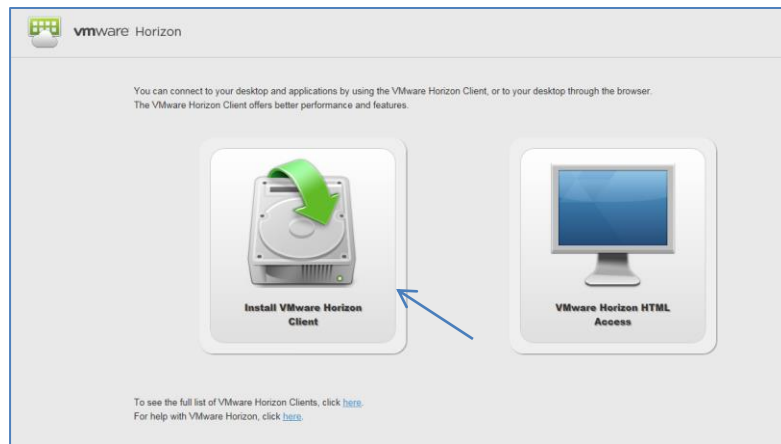 vmware Horizon
You can connect to your desktop and applications by using the VMware Horizon Client, or to your desktop through the browser.
The VMware Horizon Client offers better performance and features.
Install VMware Horizon
Client
VMware Horizon HTML
Access
To see the full list of VMware Horizon Clients, click here.
For help with VMware Horizon, click here.